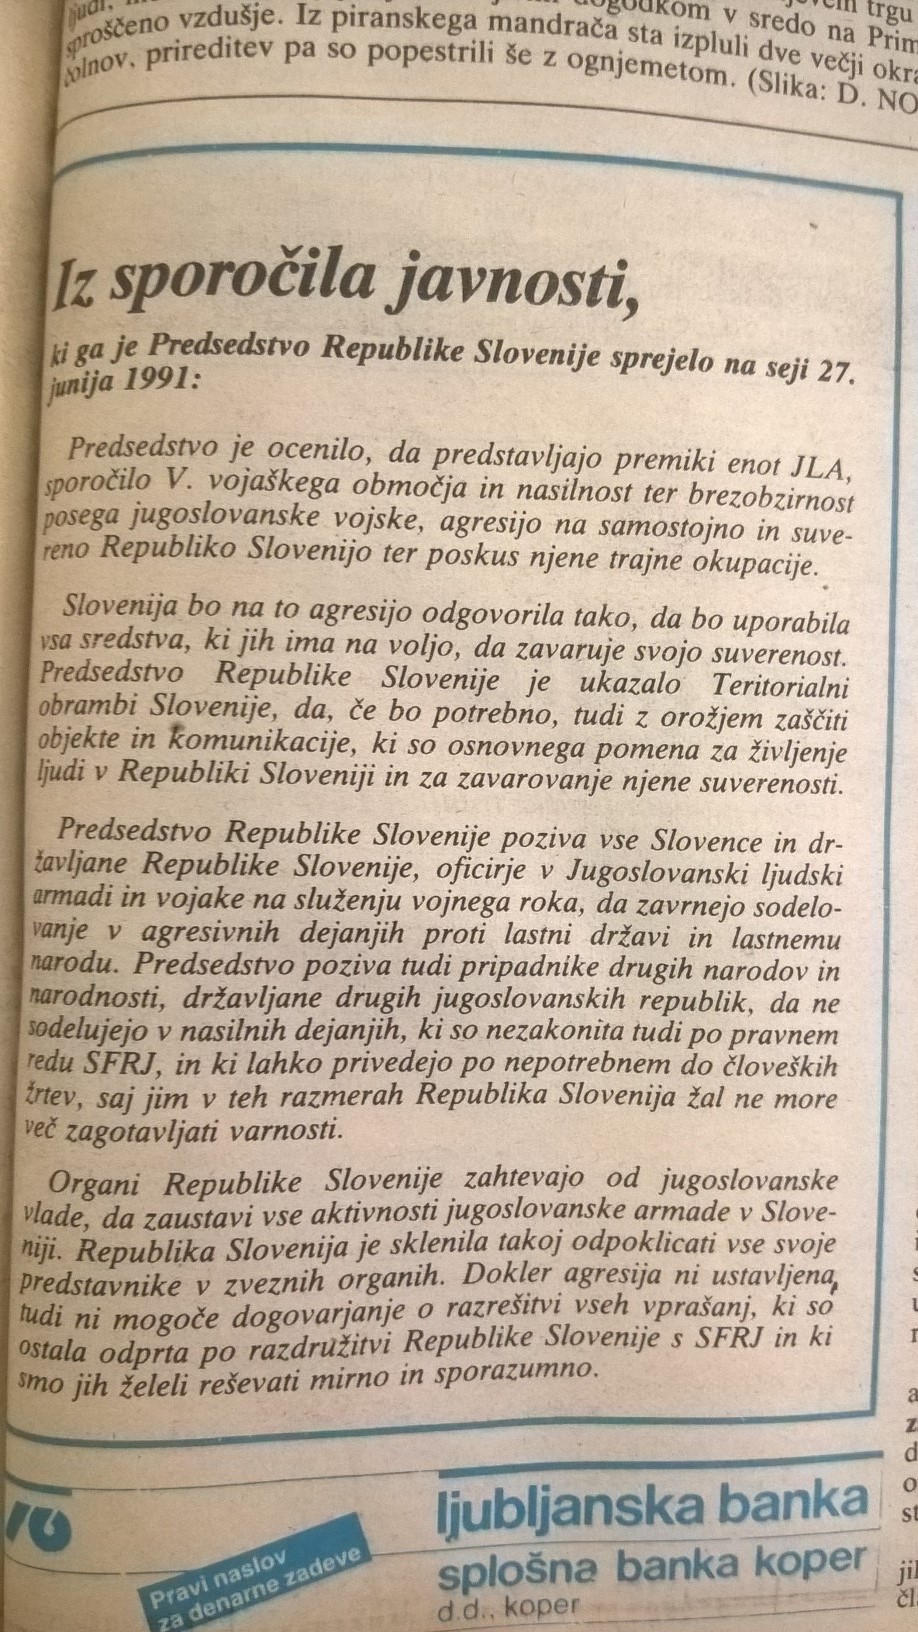 trgu
dogodkom v sredo na
sproščeno vzdušje. Iz piranskega mandrača sta izpluli dve večji
čolnov, prireditev pa so popestrili še z ognjemetom. (Slika: D.
Iz sporočila javnosti,
ki ga je Predsedstvo Republike Slovenije sprejelo na seji 27.
junija 1991:
Predsedstvo je ocenilo, da predstavljajo premiki enot JLA,
sporočilo V. vojaškega območja in nasilnost ter brezobzirnost
posega jugoslovanske vojske, agresijo na samostojno in suve-
reno Republiko Slovenijo ter poskus njene trajne okupacije.
Slovenija bo na to agresijo odgovorila tako, da bo uporabila
vsa sredstva, ki jih ima na voljo, da zavaruje svojo suverenost.
Predsedstvo Republike Slovenije je ukazalo Teritorialni
obrambi Slovenije, da, če bo potrebno, tudi z orožjem zaščiti
objekte in komunikacije, ki so osnovnega pomena za življenje
ljudi v Republiki Sloveniji in za zavarovanje njene suverenosti.
Predsedstvo Republike Slovenije poziva vse Slovence in dr-
žavljane Republike Slovenije, oficirje v Jugoslovanski ljudski
armadi in vojake na služenju vojnega roka, da zavrnejo sodelo-
vanje v agresivnih dejanjih proti lastni državi in lastnemu
narodu. Predsedstvo poziva tudi pripadnike drugih narodov in
narodnosti, državljane drugih jugoslovanskih republik, da ne
sodelujejo v nasilnih dejanjih, ki so nezakonita tudi po pravnem
redu SFRJ, in ki lahko privedejo po nepotrebnem do človeških
žrtev, saj jim v teh razmerah Republika Slovenija žal ne more
več zagotavljati varnosti.
Organi Republike Slovenije zahtevajo od jugoslovanske
vlade, da zaustavi vse aktivnosti jugoslovanske armade v Slove-
niji. Republika Slovenija je sklenila takoj odpoklicati vse svoje
predstavnike v zveznih organih. Dokler agresija ni ustavljena,
tudi ni mogoče dogovarjanje o razrešitvi vseh vprašanj, ki so
ostala odprta po razdružitvi Republike Slovenije s SFRJ in ki
smo jih želeli reševati mirno in sporazumno.
Pravi naslov
za denarne zadeve
ljubljanska banka
splošna banka koper
d.d., koper